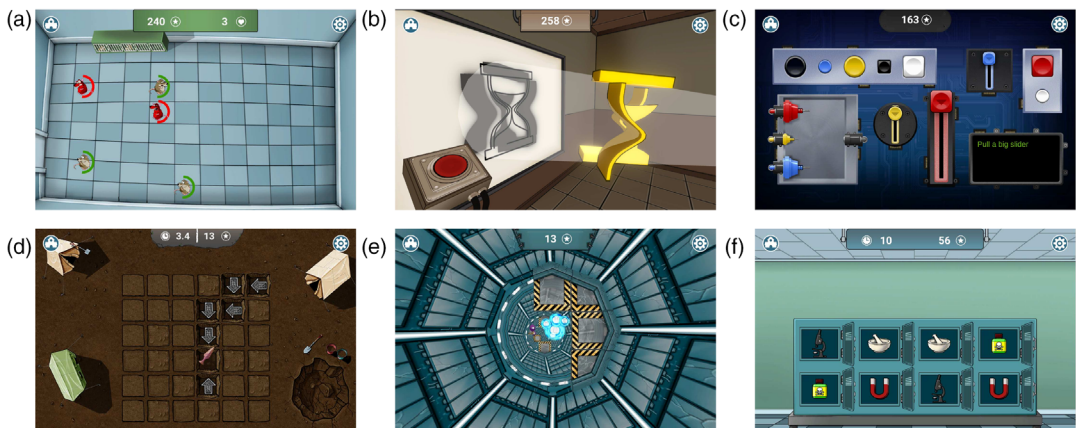 (a)
240 3
(b)
258
(c)
163
Pull a big slider
(d)
3.4 | 13
(e)
13
(f)
10 56